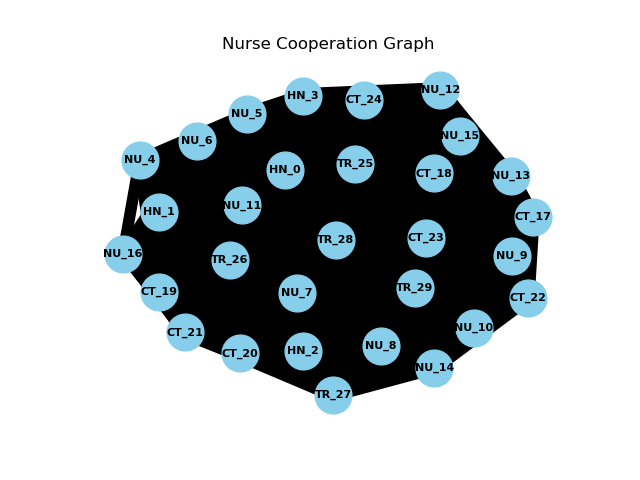 Nurse Cooperation Graph
NU_12
HN_3
CT_24
NU_5
NU_15
NU_6
NU_4
TR_25
HN_0
CT_18
NU_13
NU_11
HN_1
CT_17
CT_23
TR_28
NU_16
NU_9
TR_26
TR_29
CT_19
NU_7
CT_22
NU_10
CT_21
NU_8
HN_2
CT_20
NU_14
TR_27